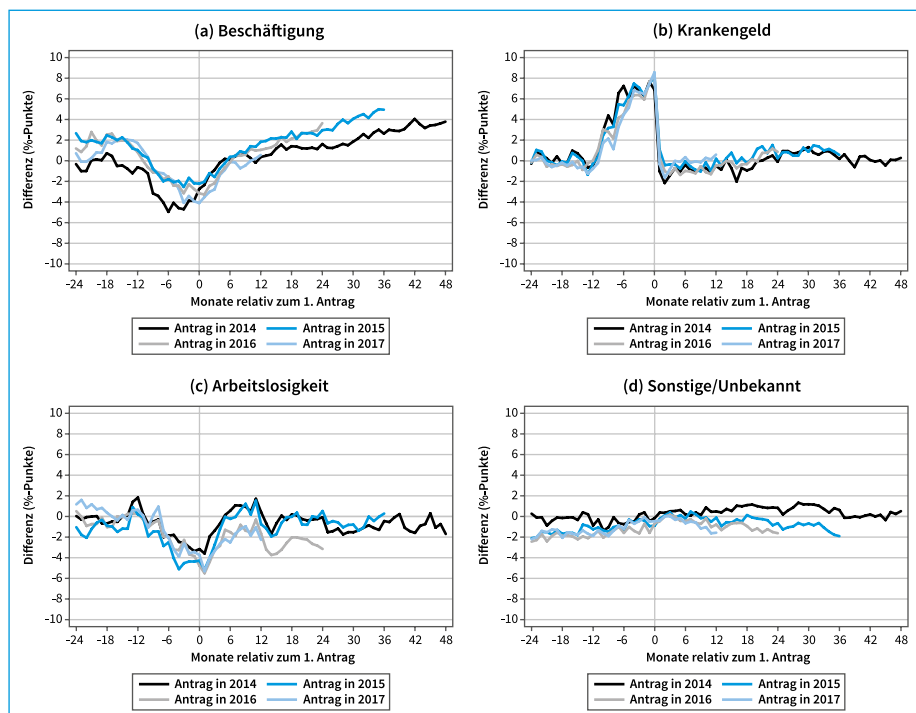 (a) Beschäftigung
Differenz (%-Punkte)
10
8
6
4
2
0
-2
-4
-6
-8
-10
-24 -18 -12 -6 0 6 12 18 24 30 36 42 48
Monate relativ zum 1. Antrag
Antrag in 2014 Antrag in 2015
Antrag in 2016 Antrag in 2017
(b) Krankengeld
Differenz (%-Punkte)
10
8
6
4
2
0
-2
-4
-6
-8
-10
-24 -18 -12 -6 0 6 12 18 24 30 36 42 48
Monate relativ zum 1. Antrag
Antrag in 2014 Antrag in 2015
Antrag in 2016 Antrag in 2017
(c) Arbeitslosigkeit
Differenz (%-Punkte)
10
8
6
4
2
0
-2
-4
-6
-8
-10
-24 -18 -12 -6 0 6 12 18 24 30 36 42 48
Monate relativ zum 1. Antrag
Antrag in 2014 Antrag in 2015
Antrag in 2016 Antrag in 2017
(d) Sonstige/Unbekannt
Differenz (%-Punkte)
10
8
6
4
2
0
-2
-4
-6
-8
-10
-24 -18 -12 -6 0 6 12 18 24 30 36 42 48
Monate relativ zum 1. Antrag
Antrag in 2014 Antrag in 2015
Antrag in 2016 Antrag in 2017